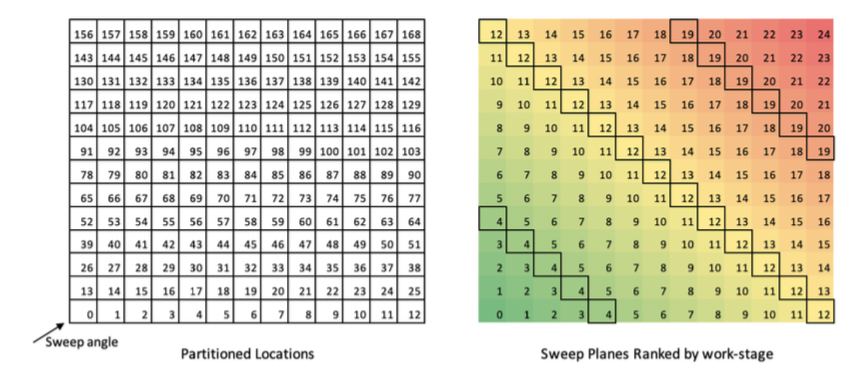 156 157 158 159 160 161 162 163 164 165 166 167 168
143 144 145 146 147 148 149 150 151 152 153 154 155
130 131 132 133 134 135 136 137 138 139 140 141 142
117 118 119 120 121 122 123 124 125 126 127 128 129
104 105 106 107 108 109 110 111 112 113 114 115 116
91 92 93 94 95 96 97 98 99 100 101 102 103
78 79 80 81 82 83 84 85 86 87 88 89 90
65 66 67 68 69 70 71 72 73 74 75 76 77
52 53 54 55 56 57 58 59 60 61 62 63 64
39 40 41 42 43 44 45 46 47 48 49 50 51
26 27 28 29 30 31 32 33 34 35 36 37 38
13 14 15 16 17 18 19 20 21 22 23 24 25
0 1 2 3 4 5 6 7 8 9 10 11 12
Sweep angle
Partitioned Locations
12 13 14 15 16 17 18 19 20 21 22 23 24
11 12 13 14 15 16 17 18 19 20 21 22 23
10 11 12 13 14 15 16 17 18 19 20 21 22
9 10 11 12 13 14 15 16 17 18 19 20 21
8 9 10 11 12 13 14 15 16 17 18 19 20
7 8 9 10 11 12 13 14 15 16 17 18 19
6 7 8 9 10 11 12 13 14 15 16 17 18
5 6 7 8 9 10 11 12 13 14 15 16 17
4 5 6 7 8 9 10 11 12 13 14 15 16
3 4 5 6 7 8 9 10 11 12 13 14 15
2 3 4 5 6 7 8 9 10 11 12 13 14
1 2 3 4 5 6 7 8 9 10 11 12 13
0 1 2 3 4 5 6 7 8 9 10 11 12
Sweep Planes Ranked by work-stage